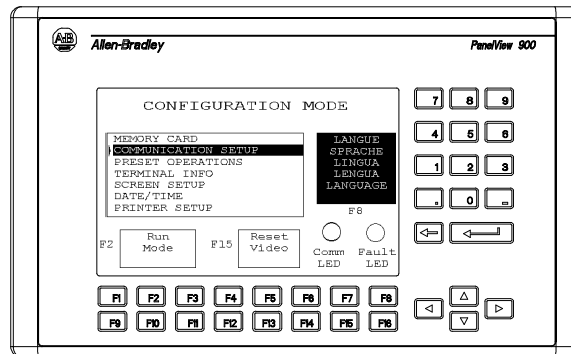 A-B
Allen-Bradley
PanelView 900
CONFIGURATION MODE
MEMORY CARD
COMMUNICATION SETUP
PRESET OPERATIONS
TERMINAL INFO
SCREEN SETUP
DATE/TIME
PRINTER SETUP
LANGUE
SPRACHE
LINGUA
LENGUA
LANGUAGE
F8
F2
Run
Mode
F15
Reset
Video
Comm
LED
Fault
LED
7 8 9
4 5 6
1 2 3
. 0 -
F1 F2 F3 F4 F5 F6 F7 F8
F9 F10 F11 F12 F13 F14 F15 F16